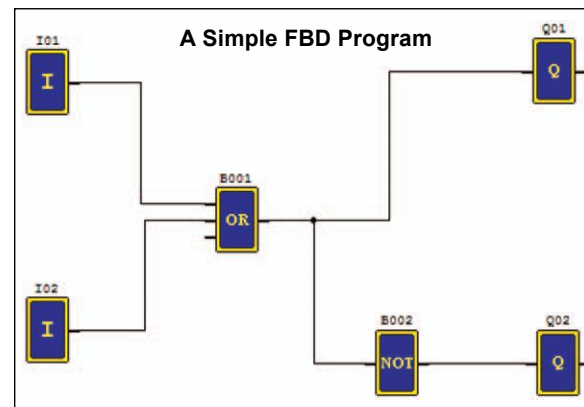 A Simple FBD Program
I01
I
Q01
Q
B001
OR
I02
I
B002
NOT
Q02
Q